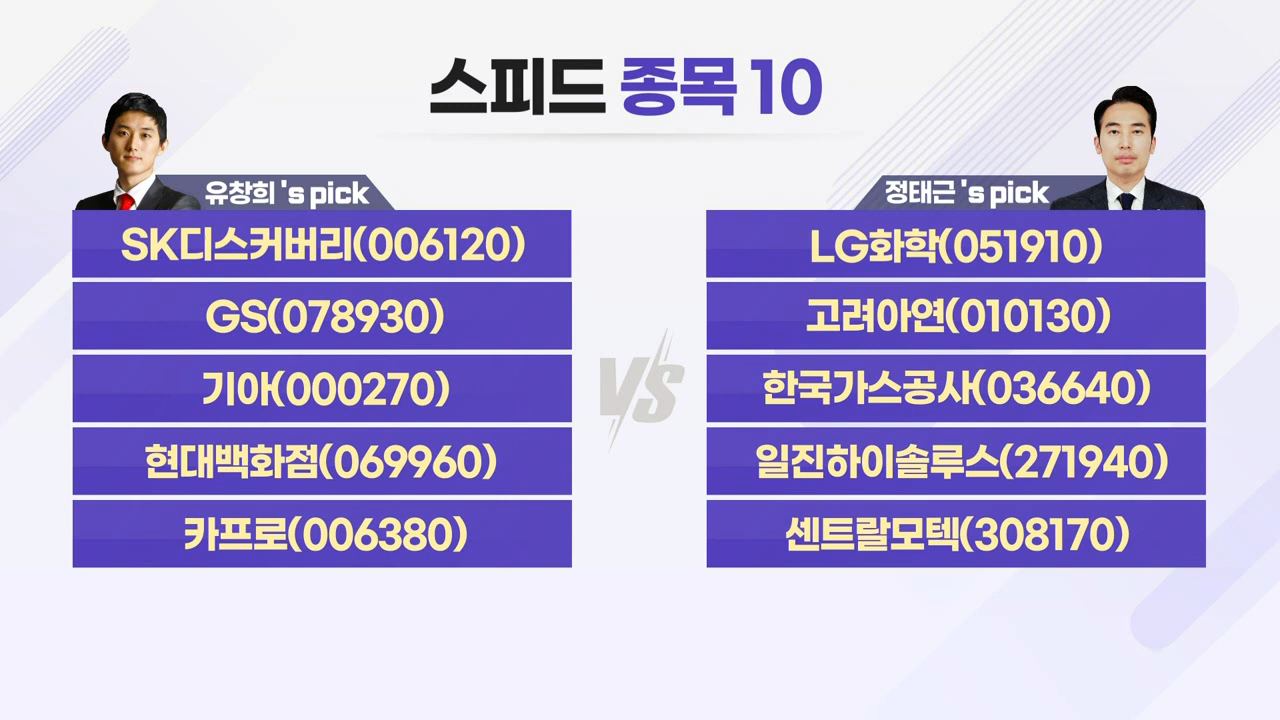 스피드 종목 10
유창희 's pick
SK디스커버리(006120)
GS(078930)
기아(000270)
현대백화점(069960)
카프로(006380)
VS
정태근 's pick
LG화학(051910)
고려아연(010130)
한국가스공사(036640)
일진하이솔루스(271940)
센트랄모텍(308170)